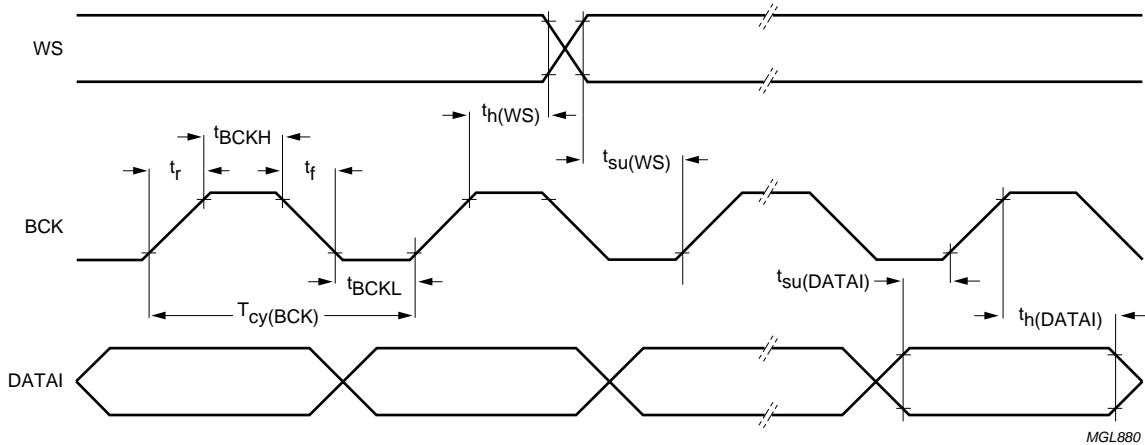 WS
th(WS)
tBCKH
tr
tf
tsu(WS)
BCK
tBCKL
tsu(DATAI)
Tcy(BCK)
th(DATAI)
DATAI
MGL880